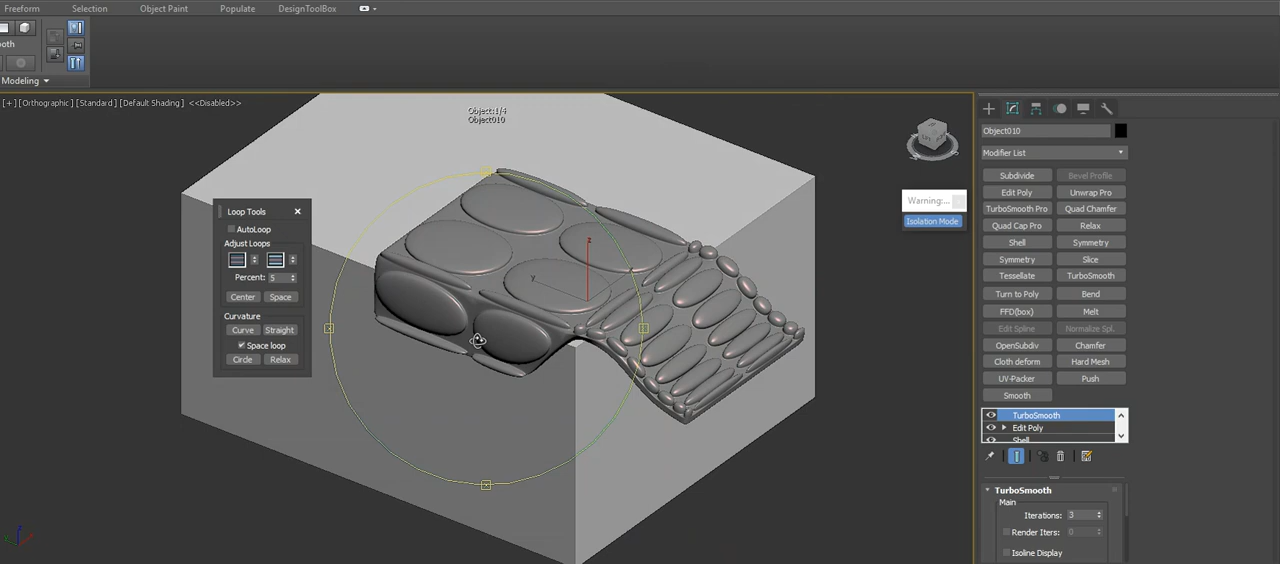 Freeform Selection Object Paint Populate DesignToolBox
oth
Modeling
[+] [Orthographic ] [Standard ] [Default Shading ] <<Disabled>>
Object:1/4
Object010
Object010
Modifier List
Subdivide Bevel Profile
Edit Poly Unwrap Pro
TurboSmooth Pro Quad Chamfer
Quad Cap Pro Relax
Shell Symmetry
Symmetry Slice
Tessellate TurboSmooth
Turn to Poly Bend
FFD(box) Melt
Edit Spline Normalize Spl.
OpenSubdiv Chamfer
Cloth deform Hard Mesh
UV-Packer Push
Smooth
TurboSmooth
Edit Poly
Shell
TurboSmooth
Main
Iterations: 3
Render Iters: 0
Isoline Display
Warning:...
Isolation Mode
Loop Tools
AutoLoop
Adjust Loops
Percent: 5
Center Space
Curvature
Curve Straight
Space loop
Circle Relax
z
y